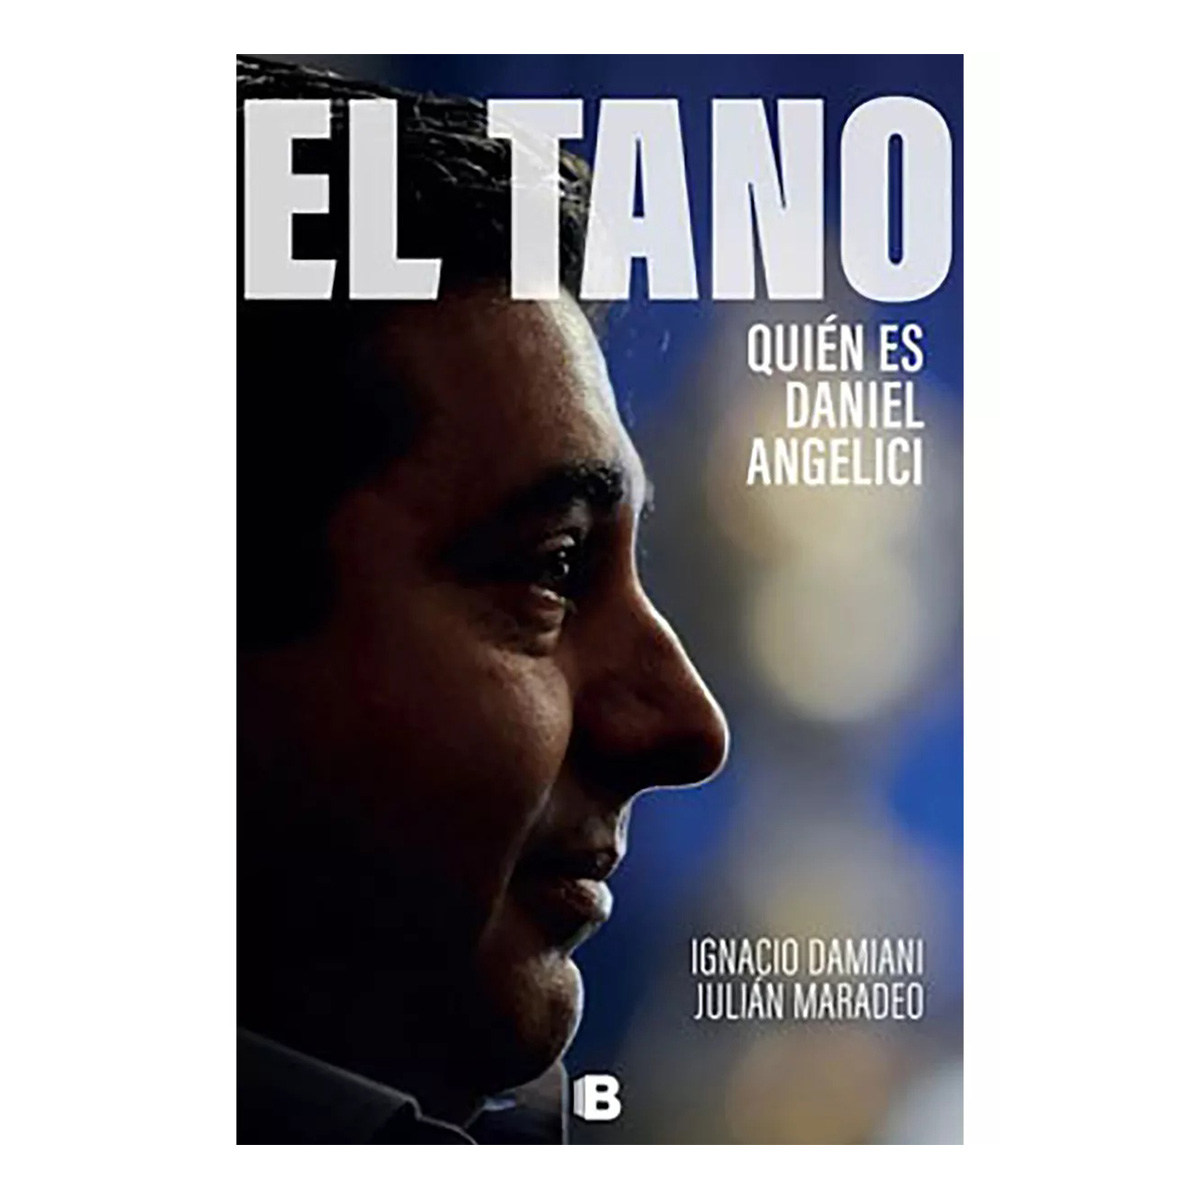 EL TANO
QUIÉN ES
DANIEL
ANGELICI
IGNACIO DAMIANI
JULIÁN MARADEO
B